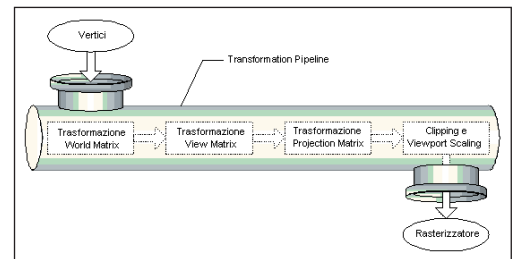 Vertici
Transformation Pipeline
Trasformazione
World Matrix
Trasformazione
View Matrix
Trasformazione
Projection Matrix
Clipping e
Viewport Scaling
Rasterizzatore